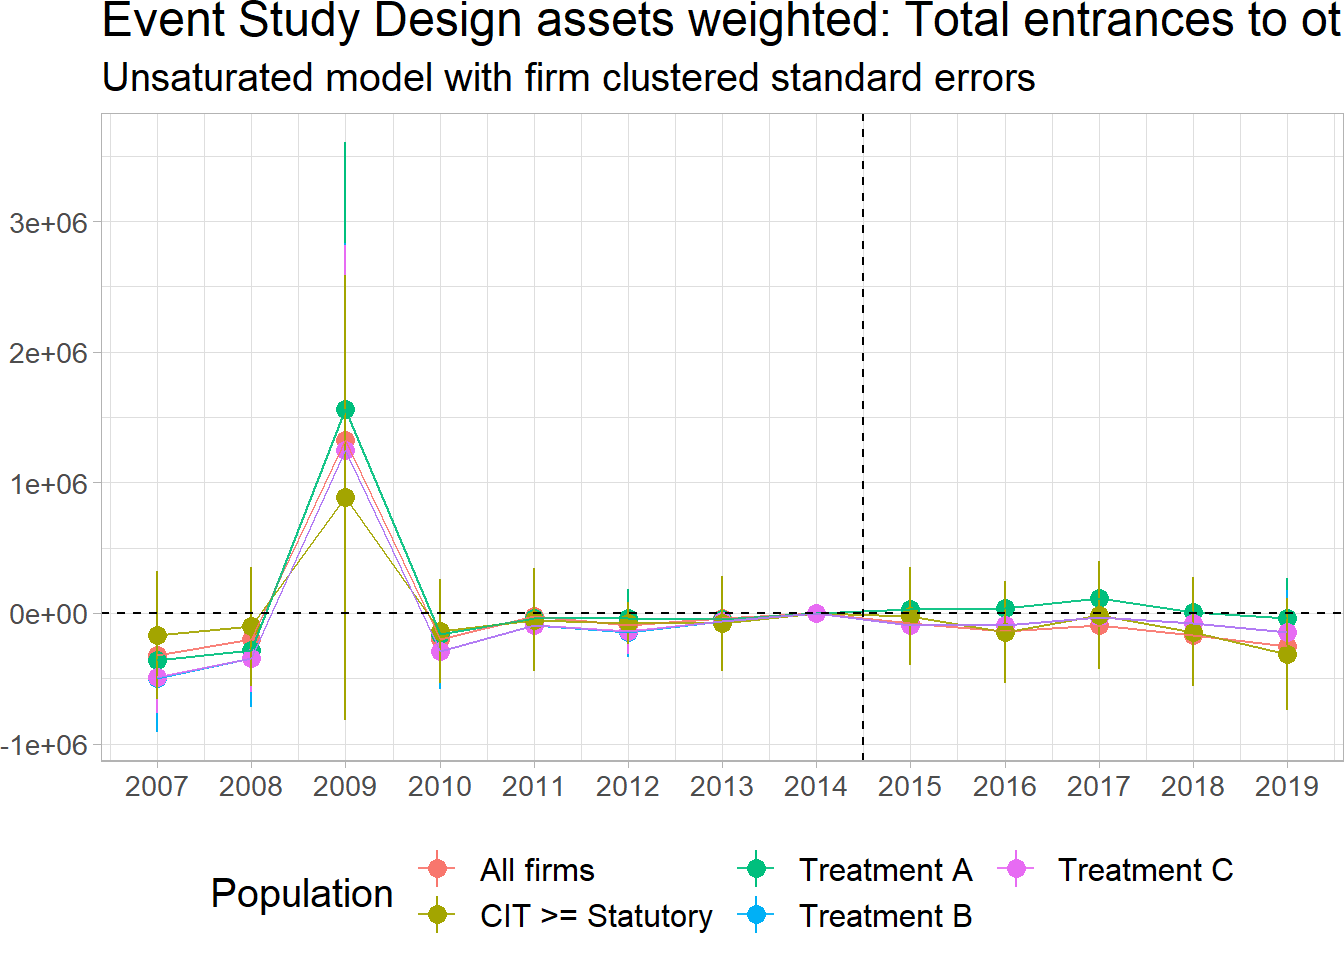 Event Study Design assets weighted: Total entrances to ot
Unsaturated model with firm clustered standard errors
3e+06
2e+06
1e+06
0e+00
-1e+06
2007 2008 2009 2010 2011 2012 2013 2014 2015 2016 2017 2018 2019
Population
All firms
CIT >= Statutory
Treatment A
Treatment B
Treatment C